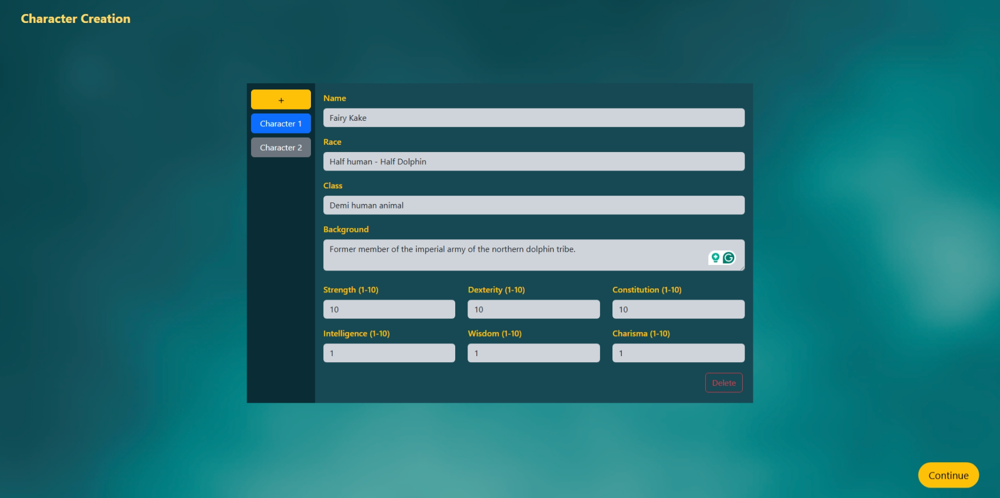 Character Creation
+
Character 1
Character 2
Name
Fairy Kake
Race
Half human - Half Dolphin
Class
Demi human animal
Background
Former member of the imperial army of the northern dolphin tribe.
Strength (1-10) Dexterity (1-10) Constitution (1-10)
10 10 10
Intelligence (1-10) Wisdom (1-10) Charisma (1-10)
1 1 1
Delete
Continue